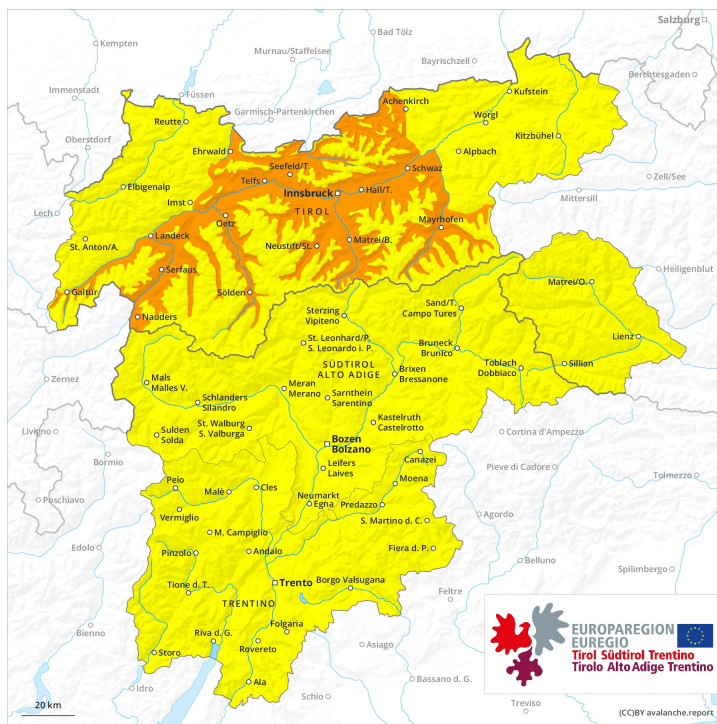 Salzburg
Kempten
Bad Tölz
Murnau/Staffelsee
Bayrischzell
Berchtesgaden
Immenstadt
Füssen
Garmisch-Partenkirchen
Achenkirch
Kufstein
Reutte
Wörgl
Oberstdorf
Ehrwald
Kitzbühel
Alpbach
Seefeld/T.
Schwaz
Zell/See
Telfs
Elbigenalp
Innsbruck
Hall/T.
Mittersill
Imst
TIROL
Lech
Oetz
Mayrhofen
St. Anton/A.
Landeck
Neustift/St.
Matrei/B.
Serfaus
Heiligenblut
Galtür
Sölden
Matrei/O.
Nauders
Sand/T.
Campo Tures
Sterzing
Vipiteno
Lienz
St. Leonhard/P.
S. Leonardo i. P.
Bruneck
Brunico
SÜDTIROL
ALTO ADIGE
Toblach
Dobbiaco
Sillian
Zernez
Mals
Malles V.
Meran
Merano
Brixen
Bressanone
Schlanders
Silandro
Sarnthein
Sarentino
Kastelruth
Castelrotto
Livigno
St. Walburg
S. Valburga
Sulden
Solda
Cortina d'Ampezzo
Bozen
Bolzano
Bormio
Canazei
Leifers
Laives
Pieve di Cadore
Tolmezzo
Peio
Malè
Cles
Moena
Poschiavo
Neumarkt
Egna
Predazzo
Vermiglio
Agordo
S. Martino d. C.
M. Campiglio
Edolo
Pinzolo
Andalo
Fiera d. P.
Belluno
Spilimbergo
Tione d. T.
Trento
Borgo Valsugana
Feltre
TRENTINO
Bienno
Folgaria
Riva d. G.
Rovereto
Asiago
Storo
Ala
Bassano d. G.
Idro
Schio
Treviso
20 km
EUROPAREGION
EUREGIO
Tirol Südtirol Trentino
Tirolo Alto Adige Trentino
(CC)BY avalanche.report